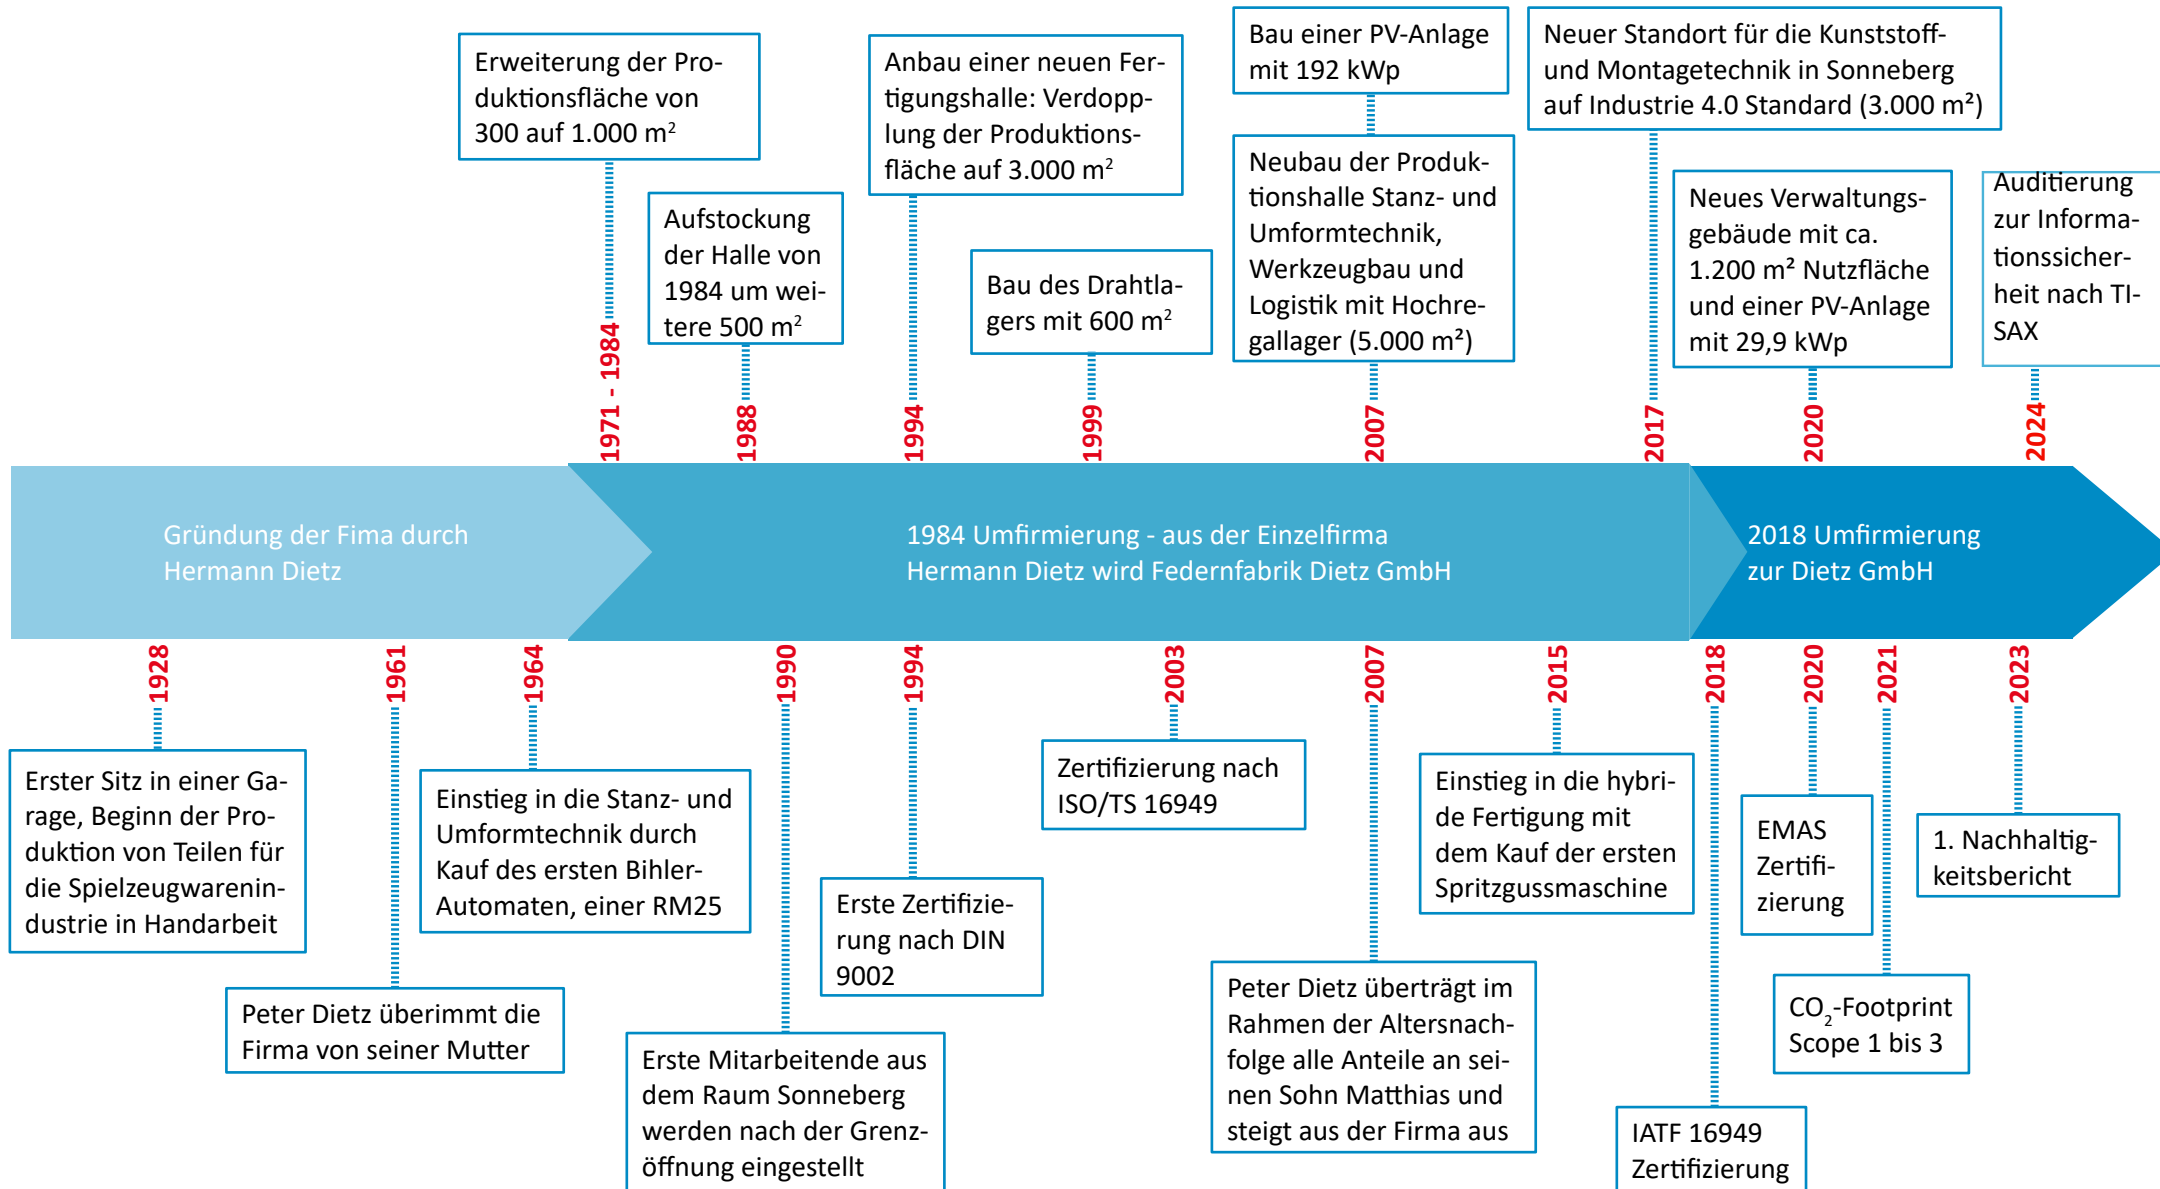 Erweiterung der Pro-
duktionsfläche von
300 auf 1.000 m²
1971 - 1984
Aufstockung
der Halle von
1984 um wei-
tere 500 m²
1988
Anbau einer neuen Fer-
tigungshalle: Verdopp-
lung der Produktions-
fläche auf 3.000 m²
1994
Bau des Drahtla-
gers mit 600 m²
1999
Bau einer PV-Anlage
mit 192 kWp
Neubau der Produk-
tionshalle Stanz- und
Umformtechnik,
Werkzeugbau und
Logistik mit Hochre-
gallager (5.000 m²)
2007
Neuer Standort für die Kunststoff-
und Montagetechnik in Sonneberg
auf Industrie 4.0 Standard (3.000 m²)
2017
Neues Verwaltungs-
gebäude mit ca.
1.200 m² Nutzfläche
und einer PV-Anlage
mit 29,9 kWp
2020
Auditierung
zur Informa-
tionssicher-
heit nach TI-
SAX
2024
Gründung der Fima durch
Hermann Dietz
1984 Umfirmierung - aus der Einzelfirma
Hermann Dietz wird Federnfabrik Dietz GmbH
2018 Umfirmierung
zur Dietz GmbH
1928
Erster Sitz in einer Ga-
rage, Beginn der Pro-
duktion von Teilen für
die Spielzeugwarenin-
dustrie in Handarbeit
1961
Peter Dietz überimmt die
Firma von seiner Mutter
1964
Einstieg in die Stanz- und
Umformtechnik durch
Kauf des ersten Bihler-
Automaten, einer RM25
1990
Erste Mitarbeitende aus
dem Raum Sonneberg
werden nach der Grenz-
öffnung eingestellt
1994
Erste Zertifizie-
rung nach DIN
9002
2003
Zertifizierung nach
ISO/TS 16949
2007
Peter Dietz überträgt im
Rahmen der Altersnach-
folge alle Anteile an sei-
nen Sohn Matthias und
steigt aus der Firma aus
2015
Einstieg in die hybri-
de Fertigung mit
dem Kauf der ersten
Spritzgussmaschine
2018
IATF 16949
Zertifizierung
2020
EMAS
Zertifi-
zierung
2021
CO₂-Footprint
Scope 1 bis 3
2023
1. Nachhaltig-
keitsbericht